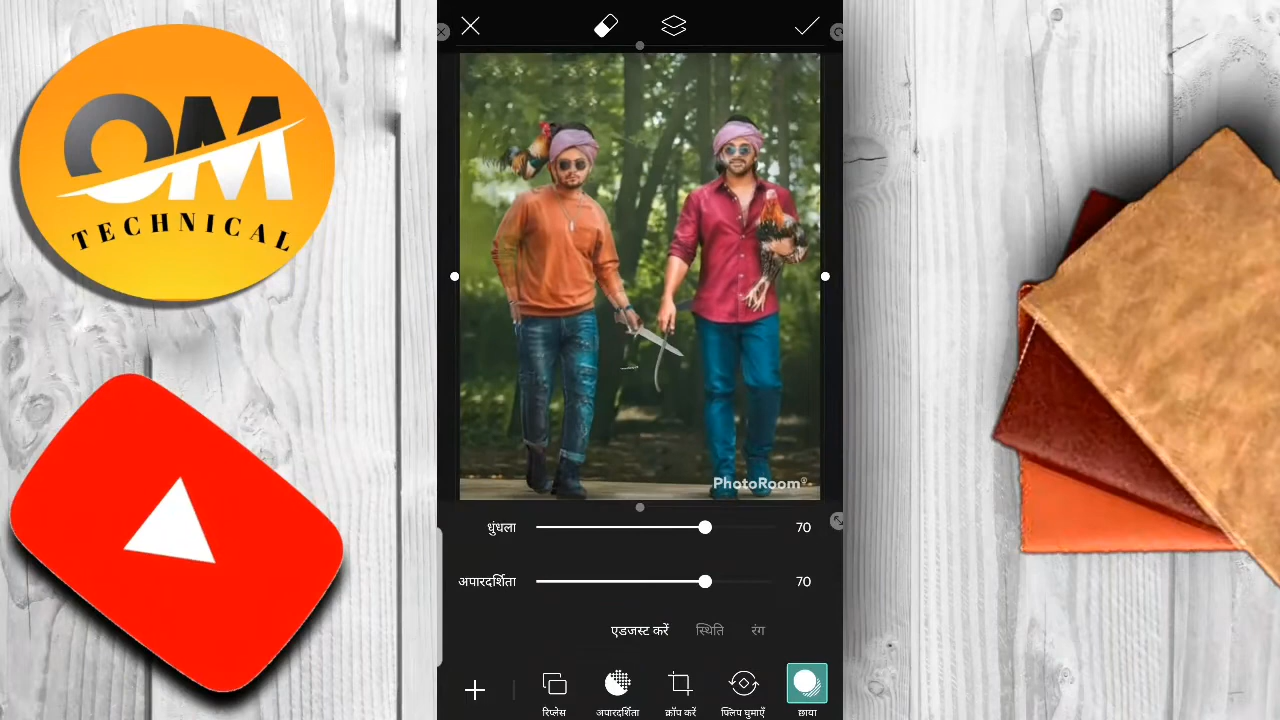 OM
TECHNICAL
PhotoRoom®
धुंधला 70
अपारदर्शिता 70
एडजस्ट करें स्थिति रंग
रिप्लेस अपारदर्शिता क्रॉप करें फ्लिप घुमाएँ छाया